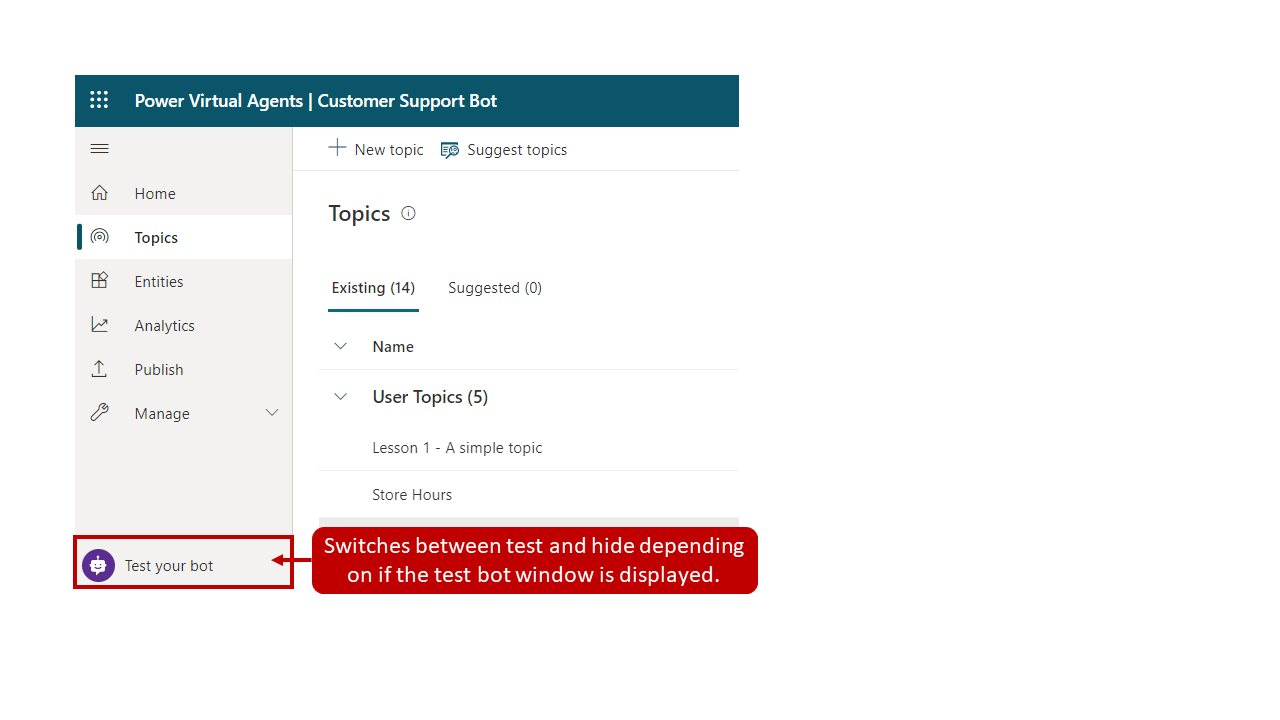 Power Virtual Agents | Customer Support Bot
New topic
Suggest topics
Home
Topics
Entities
Analytics
Publish
Manage
Topics
Existing (14)
Suggested (0)
Name
User Topics (5)
Lesson 1 - A simple topic
Store Hours
Test your bot
Switches between test and hide depending
on if the test bot window is displayed.